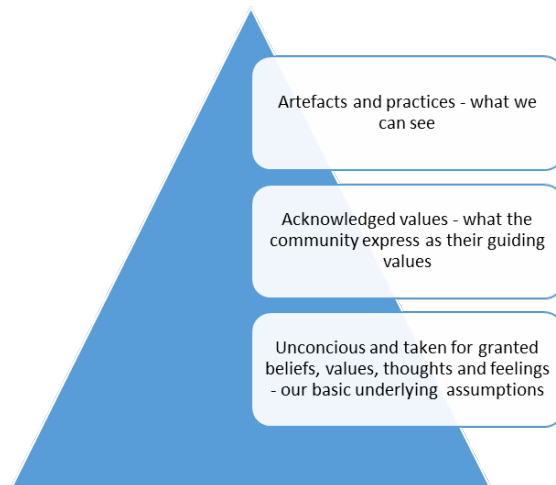 Artefacts and practices - what we
can see
Acknowledged values - what the
community express as their guiding
values
Unconcious and taken for granted
beliefs, values, thoughts and feelings
- our basic underlying assumptions